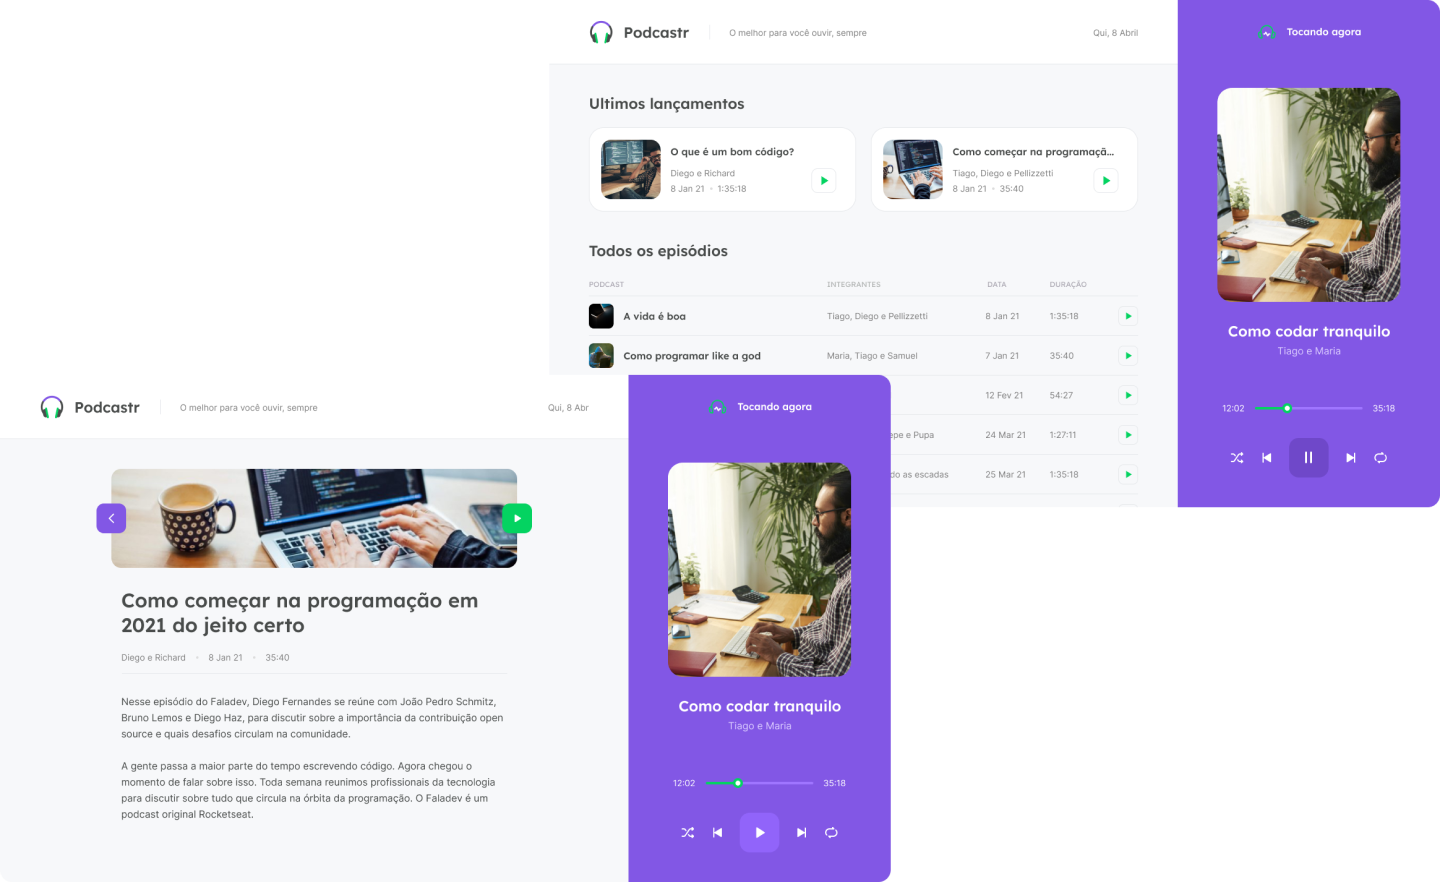 Podcastr
O melhor para você ouvir, sempre
Qui, 8 Abril
Ultimos lançamentos
O que é um bom código?
Diego e Richard
8 Jan 21 • 1:35:18
Como começar na programaçã...
Tiago, Diego e Pellizzetti
8 Jan 21 • 35:40
Todos os episódios
PODCAST INTEGRANTES DATA DURAÇÃO
A vida é boa Tiago, Diego e Pellizzetti 8 Jan 21 1:35:18
Como programar like a god Maria, Tiago e Samuel 7 Jan 21 35:40
12 Fev 21 54:27
epe e Pupa 24 Mar 21 1:27:11
do as escadas 25 Mar 21 1:35:18
Tocando agora
Como codar tranquilo
Tiago e Maria
12:02 35:18
Podcastr
O melhor para você ouvir, sempre
Qui, 8 Abr
Como começar na programação em
2021 do jeito certo
Diego e Richard • 8 Jan 21 • 35:40
Nesse episódio do Faladev, Diego Fernandes se reúne com João Pedro Schmitz,
Bruno Lemos e Diego Haz, para discutir sobre a importância da contribuição open
source e quais desafios circulam na comunidade.
A gente passa a maior parte do tempo escrevendo código. Agora chegou o
momento de falar sobre isso. Toda semana reunimos profissionais da tecnologia
para discutir sobre tudo que circula na órbita da programação. O Faladev é um
podcast original Rocketseat.
Tocando agora
Como codar tranquilo
Tiago e Maria
12:02 35:18